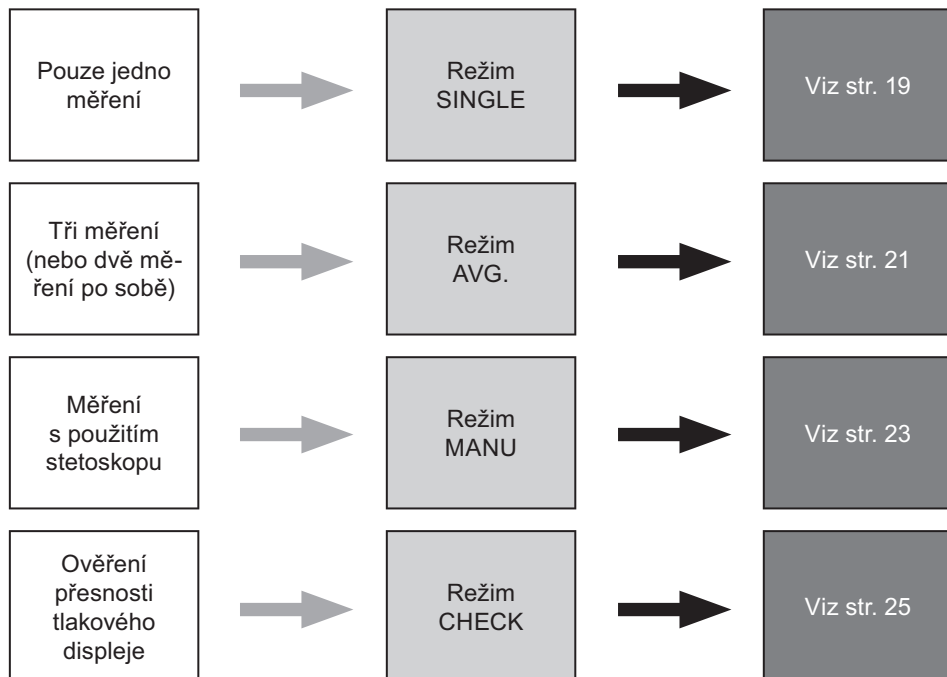 Pouze jedno
měření
Režim
SINGLE
Viz str. 19
Tři měření
(nebo dvě mě-
ření po sobě)
Režim
AVG.
Viz str. 21
Měření
s použitím
stetoskopu
Režim
MANU
Viz str. 23
Ověření
přesnosti
tlakového
displeje
Režim
CHECK
Viz str. 25